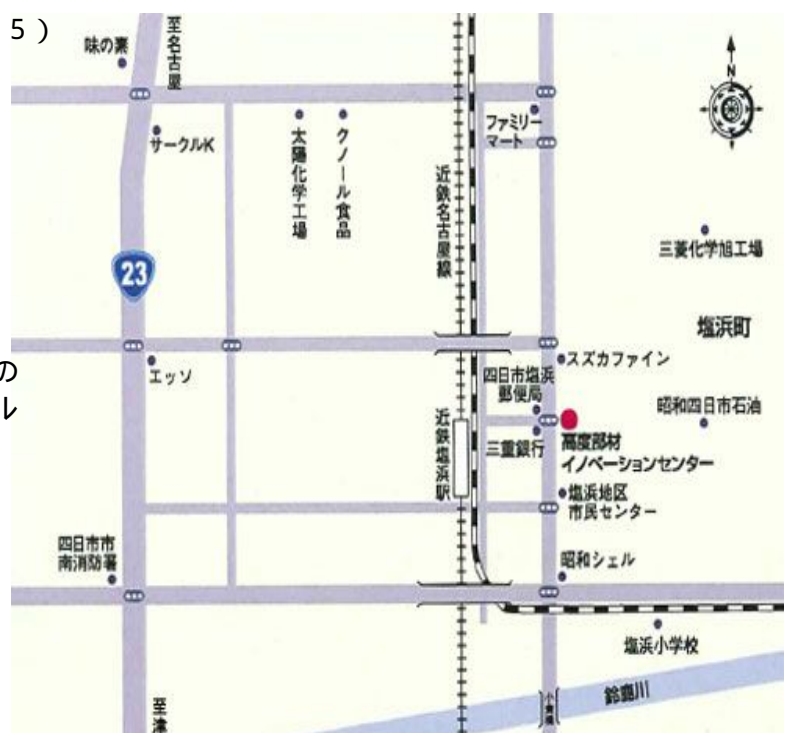 5）
至名古屋
味の素
サークルK
太陽化学工場
クノール食品
近鉄名古屋線
ファミリー
マート
N
三菱化学旭工場
23
塩浜町
の
ル
エッソ
スズカファイン
四日市塩浜
郵便局
三重銀行
昭和四日市石油
高度部材
イノベーションセンター
近鉄塩浜駅
塩浜地区
市民センター
四日市市
南消防署
昭和シェル
塩浜小学校
鈴鹿川
至津